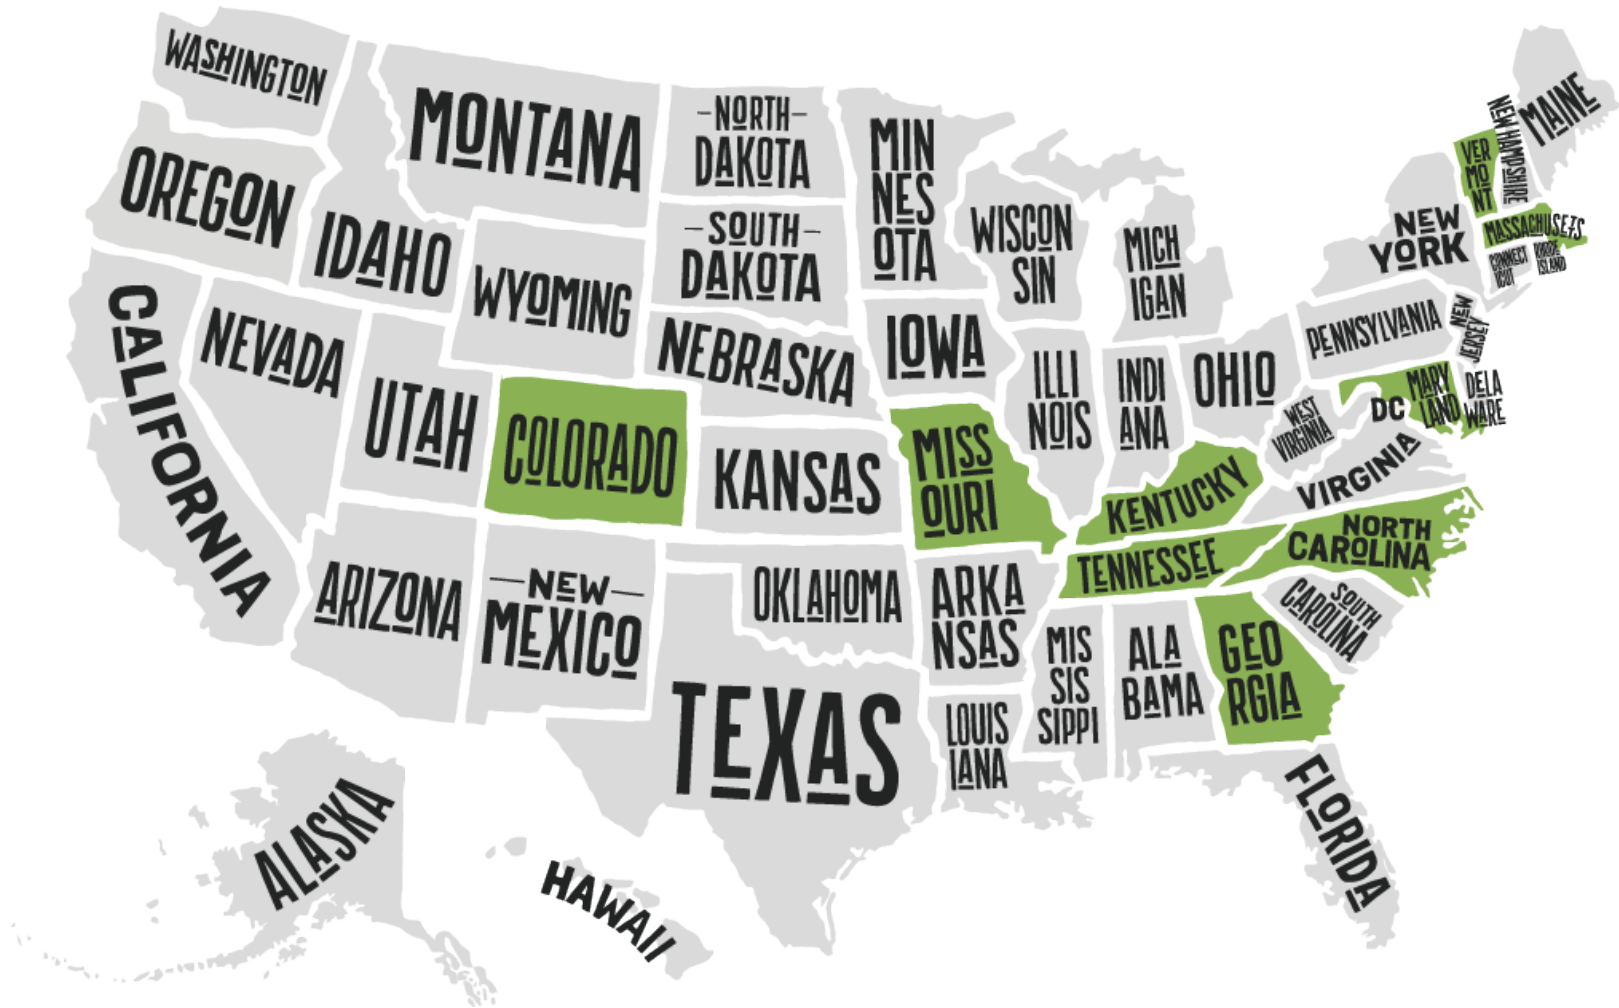 WASHINGTON
MONTANA
NORTH
DAKOTA
MIN
NES
OTA
NEW HAMPSHIRE
MAINE
VER
MO
NT
OREGON
IDAHO
WYOMING
SOUTH
DAKOTA
WISCON
SIN
MICH
IGAN
NEW
YORK
MASSACHUSETS
CONNECT
ICUT
RHODE
ISLAND
CALIFORNIA
NEVADA
UTAH
COLORADO
NEBRASKA
IOWA
ILLI
NOIS
INDI
ANA
OHIO
PENNSYLVANIA
NEW
JERSEY
MARY
LAND
DELA
WARE
DC
WEST
VIRGINIA
VIRGINIA
KANSAS
MISS
OURI
KENTUCKY
NORTH
CAROLINA
TENNESSEE
ARIZONA
NEW
MEXICO
OKLAHOMA
ARKA
NSAS
SOUTH
CAROLINA
TEXAS
LOUIS
IANA
MIS
SIS
SIPPI
ALA
BAMA
GEO
RGIA
FLORIDA
ALASKA
HAWAII